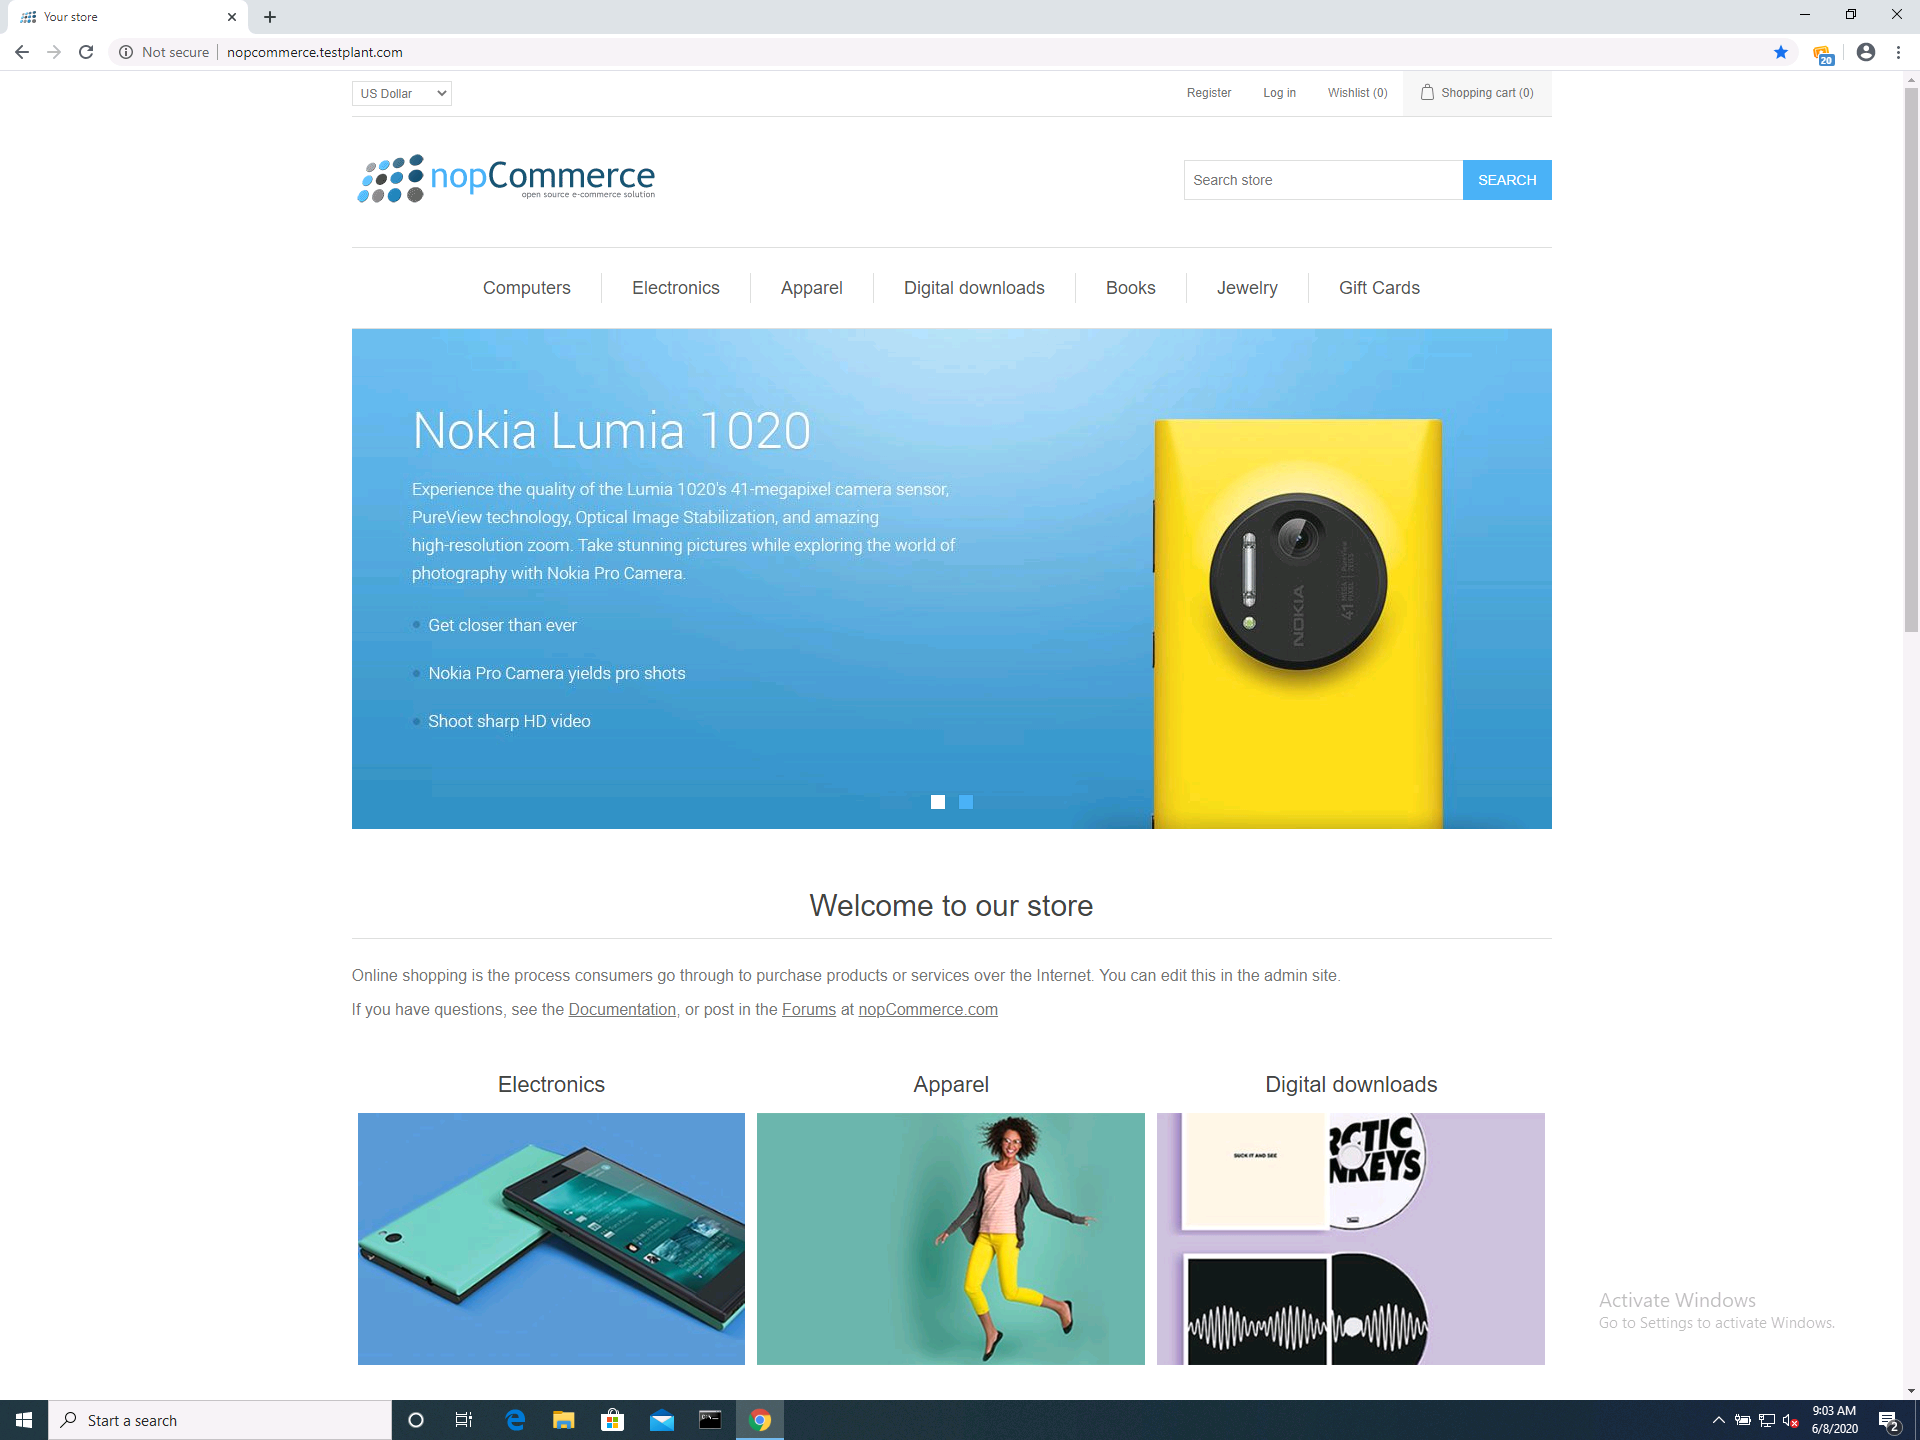 Your store
Not secure
nopcommerce.testplant.com
20
US Dollar
Register
Log in
Wishlist (0)
Shopping cart (0)
nopCommerce
open source e-commerce solution
Search store
SEARCH
Computers
Electronics
Apparel
Digital downloads
Books
Jewelry
Gift Cards
Nokia Lumia 1020
Experience the quality of the Lumia 1020's 41-megapixel camera sensor,
PureView technology, Optical Image Stabilization, and amazing
high-resolution zoom. Take stunning pictures while exploring the world of
photography with Nokia Pro Camera.
Get closer than ever
Nokia Pro Camera yields pro shots
Shoot sharp HD video
NOKIA
41
Welcome to our store
Online shopping is the process consumers go through to purchase products or services over the Internet. You can edit this in the admin site.
If you have questions, see the Documentation, or post in the Forums at nopCommerce.com
Electronics
Apparel
Digital downloads
SUCK IT AND SEE
RCTIC
NKEYS
Activate Windows
Go to Settings to activate Windows.
Start a search
9:03 AM
6/8/2020
2